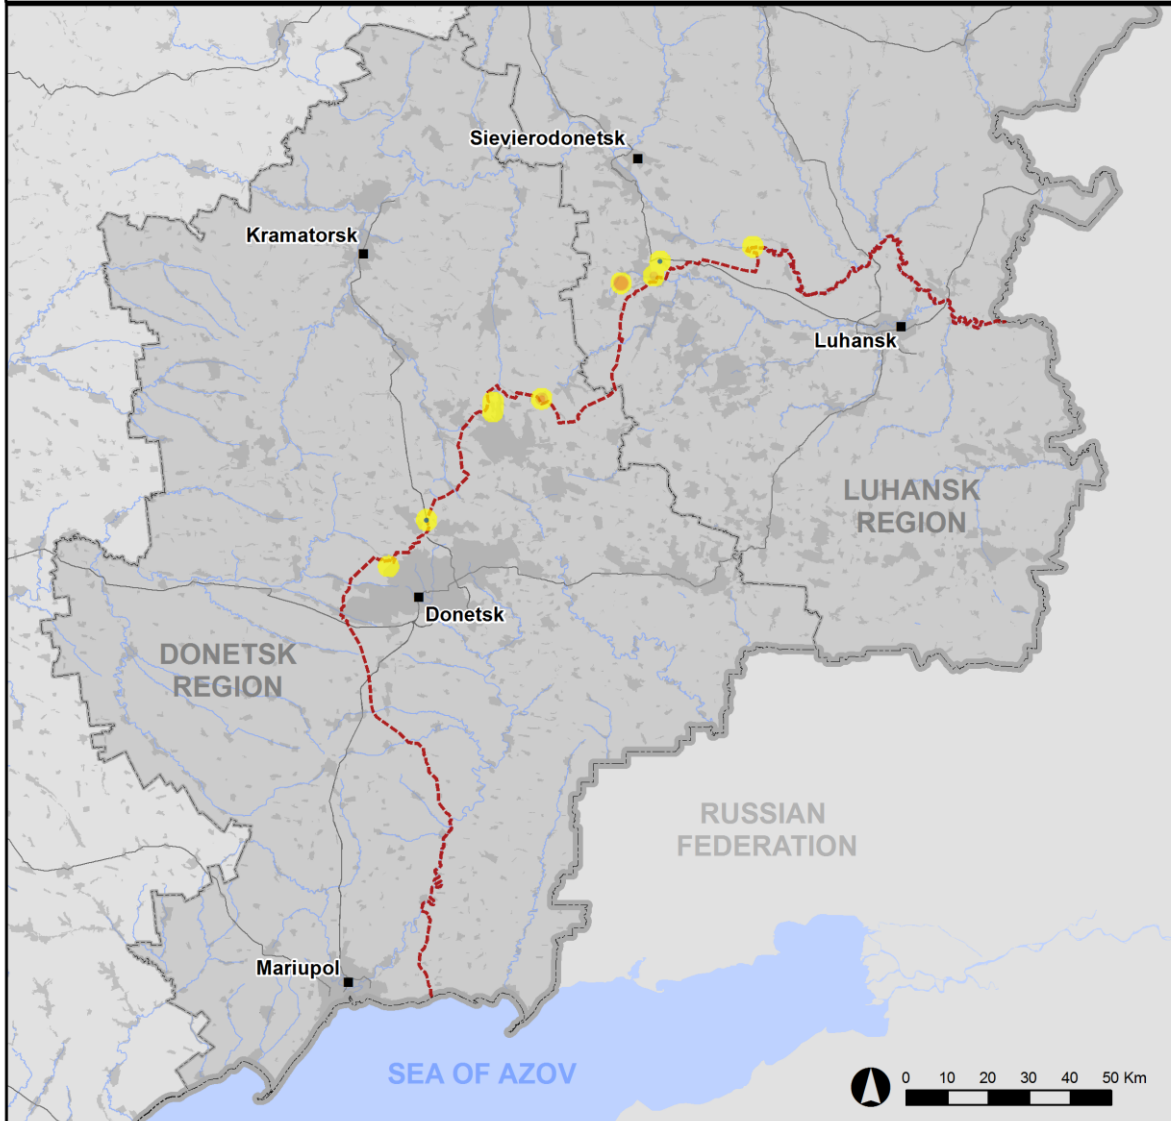 Sievierodonetsk
Kramatorsk
Luhansk
LUHANSK
REGION
Donetsk
DONETSK
REGION
RUSSIAN
FEDERATION
Mariupol
SEA OF AZOV
0 10 20 30 40 50 Km